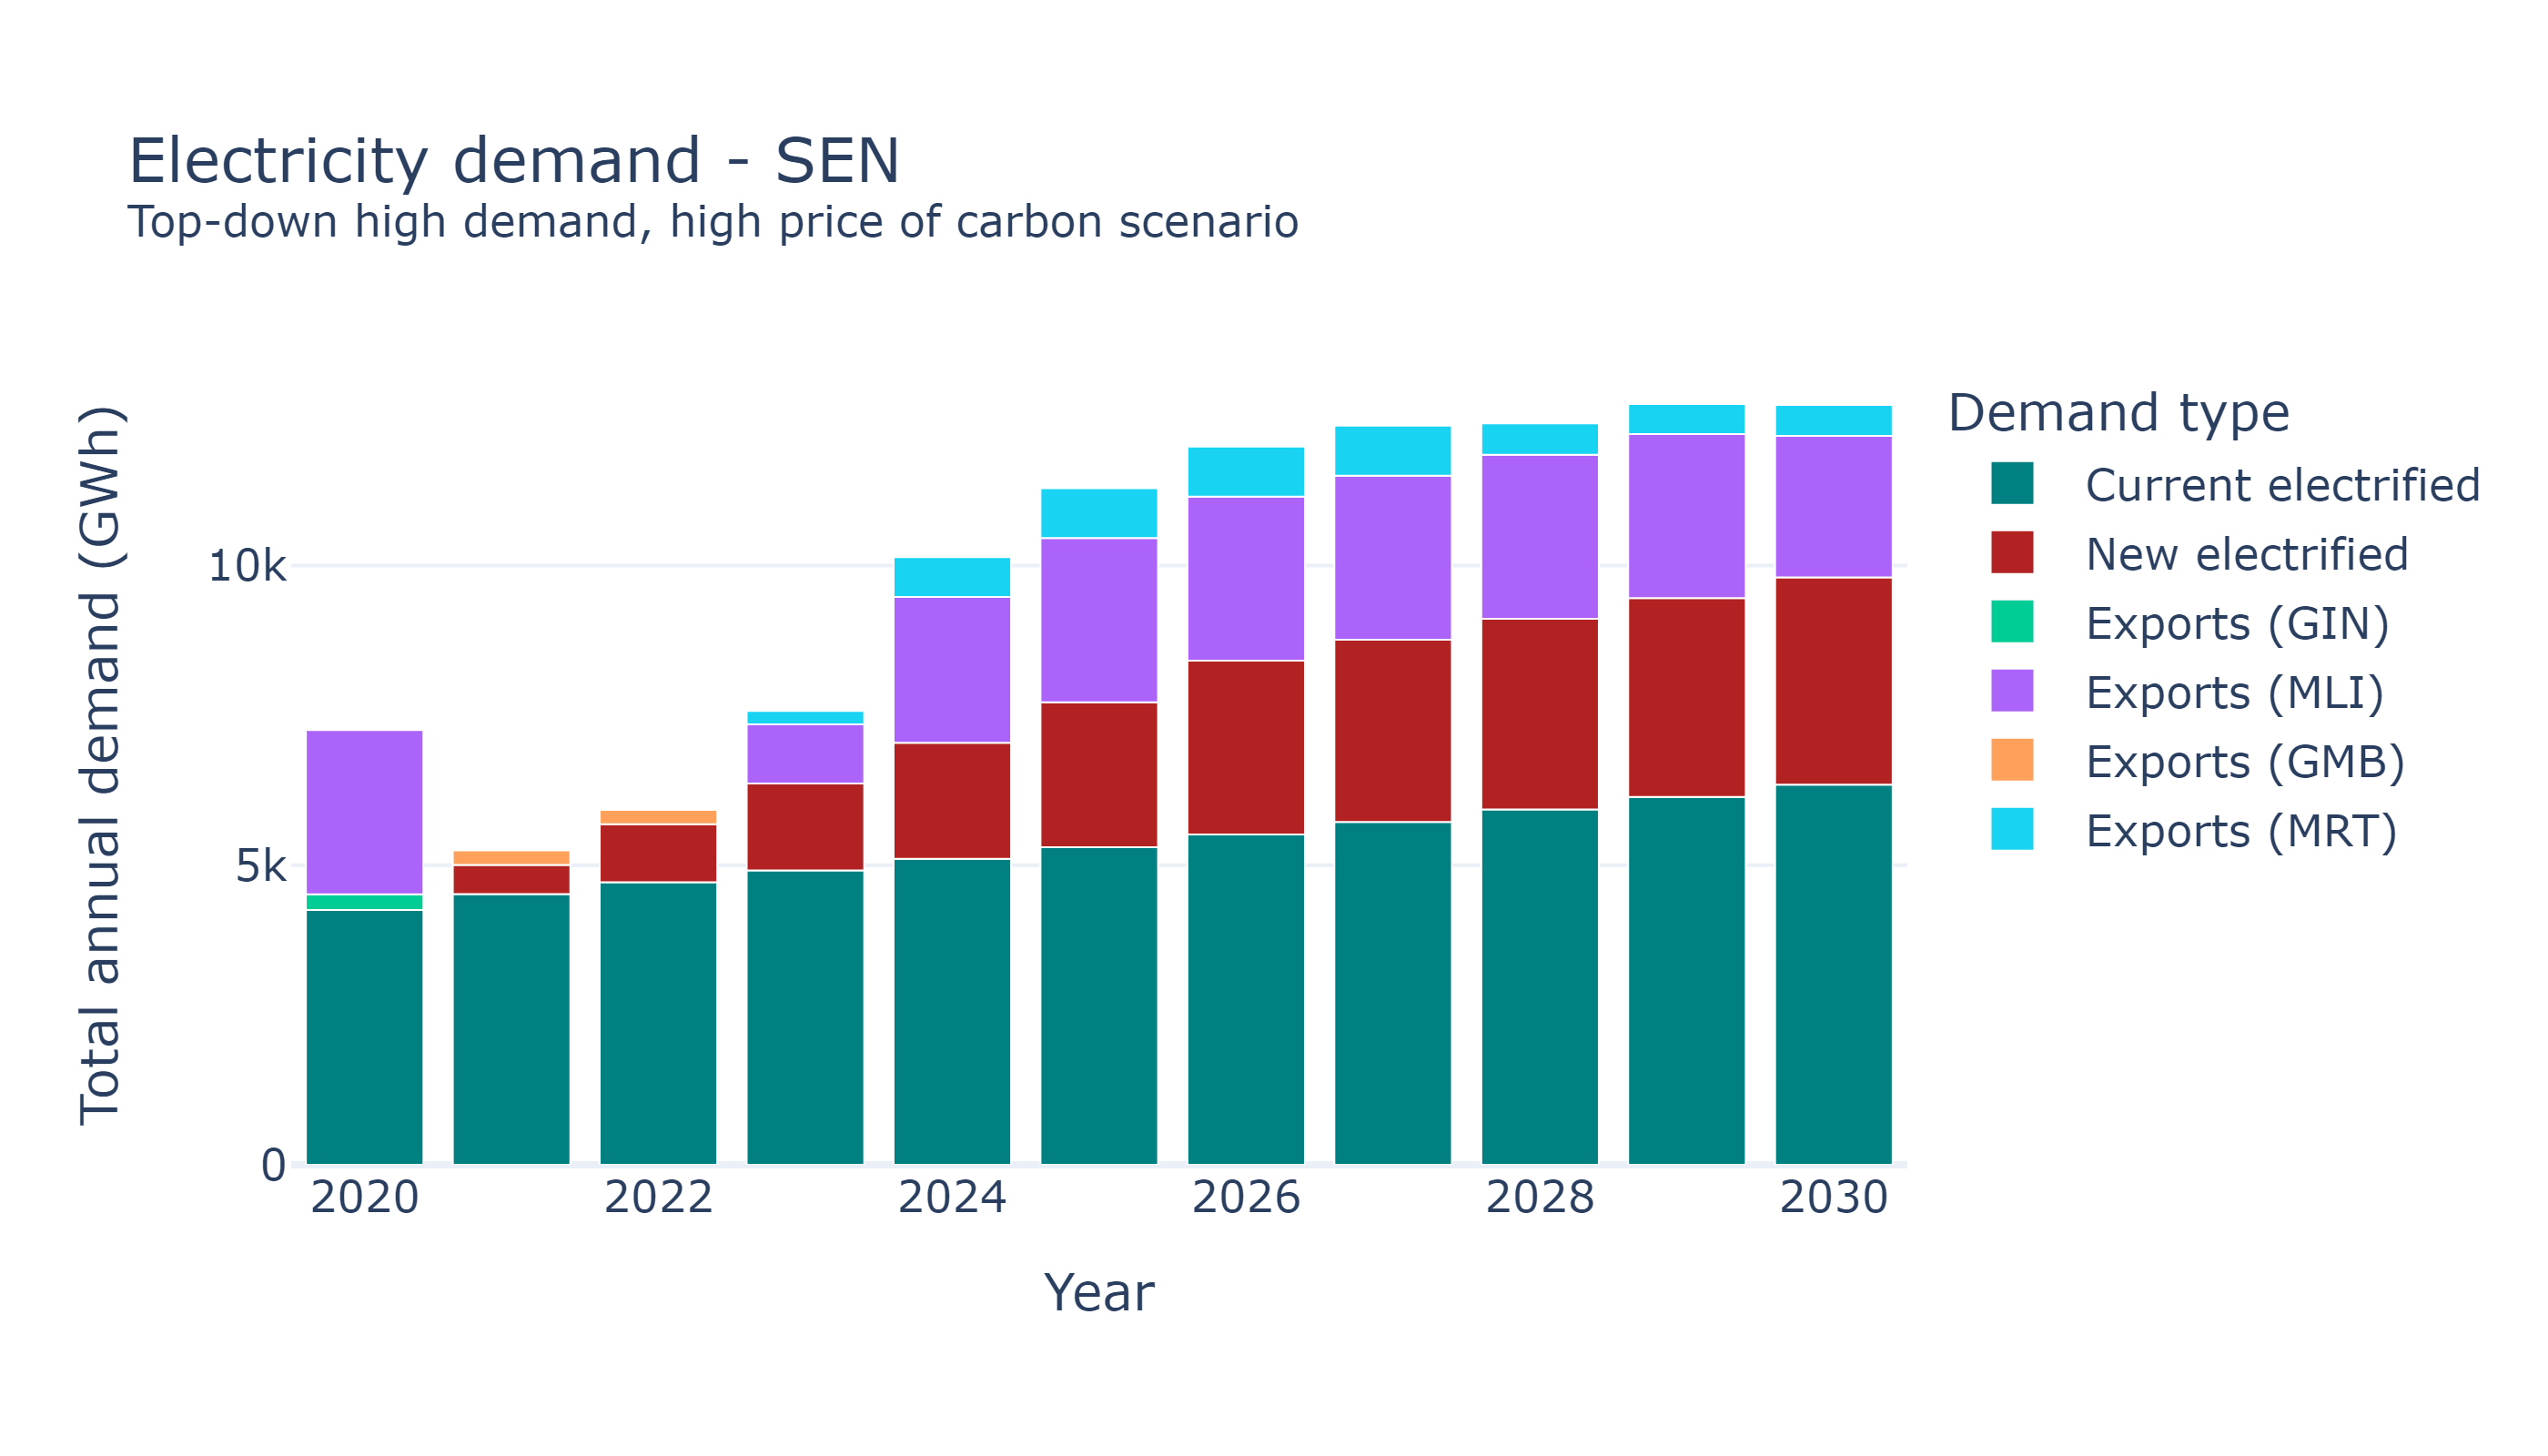 Electricity demand - SEN
Top-down high demand, high price of carbon scenario
Total annual demand (GWh)
10k
5k
0
2020
2022
2024
2026
2028
2030
Year
Demand type
Current electrified
New electrified
Exports (GIN)
Exports (MLI)
Exports (GMB)
Exports (MRT)